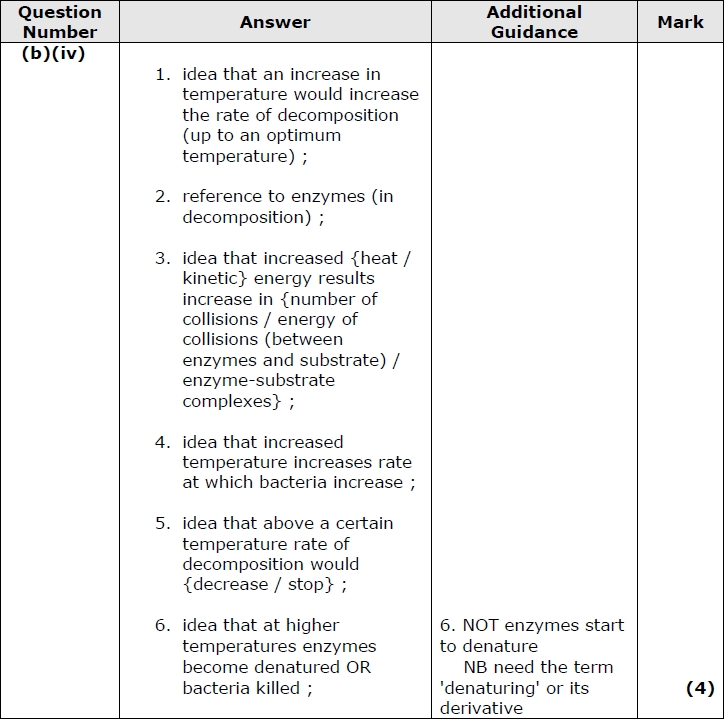 Question Number
Answer
Additional Guidance
Mark
(b)(iv)
1. idea that an increase in
temperature would increase
the rate of decomposition
(up to an optimum
temperature) ;
2. reference to enzymes (in
decomposition) ;
3. idea that increased {heat /
kinetic} energy results
increase in {number of
collisions / energy of
collisions (between
enzymes and substrate) /
enzyme-substrate
complexes} ;
4. idea that increased
temperature increases rate
at which bacteria increase ;
5. idea that above a certain
temperature rate of
decomposition would
{decrease / stop} ;
6. idea that at higher
temperatures enzymes
become denatured OR
bacteria killed ;
6. NOT enzymes start
to denature
NB need the term
'denaturing' or its
derivative
(4)